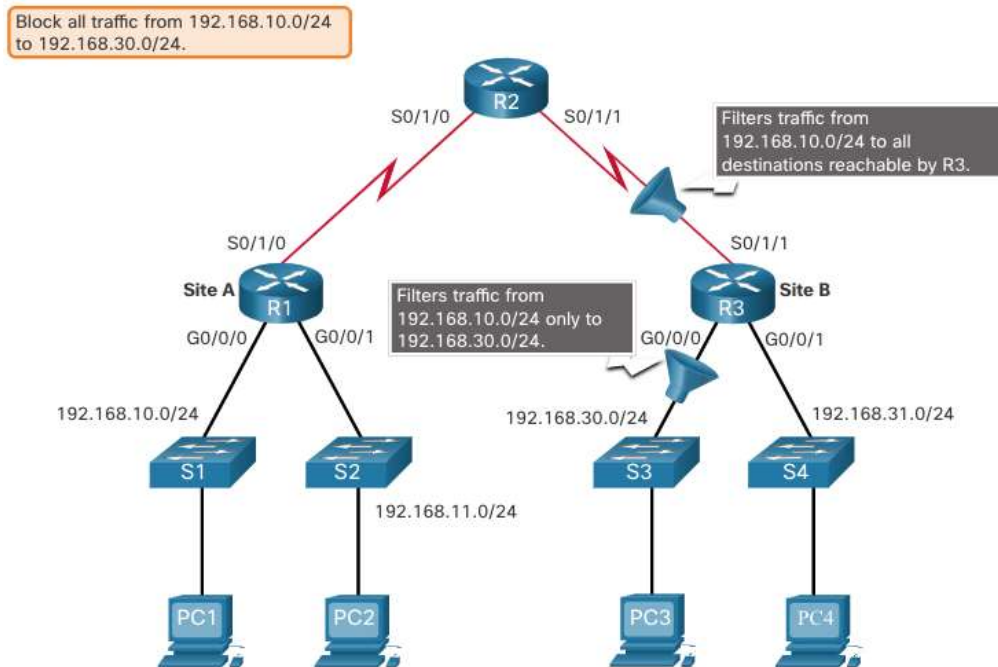 Block all traffic from 192.168.10.0/24
to 192.168.30.0/24.
R2
S0/1/0
S0/1/1
Filters traffic from
192.168.10.0/24 to all
destinations reachable by R3.
S0/1/0
S0/1/1
Site A
R1
Filters traffic from
192.168.10.0/24 only to
192.168.30.0/24.
R3
Site B
G0/0/0
G0/0/1
G0/0/0
G0/0/1
192.168.10.0/24
192.168.30.0/24
192.168.31.0/24
S1
S2
S3
S4
192.168.11.0/24
PC1
PC2
PC3
PC4